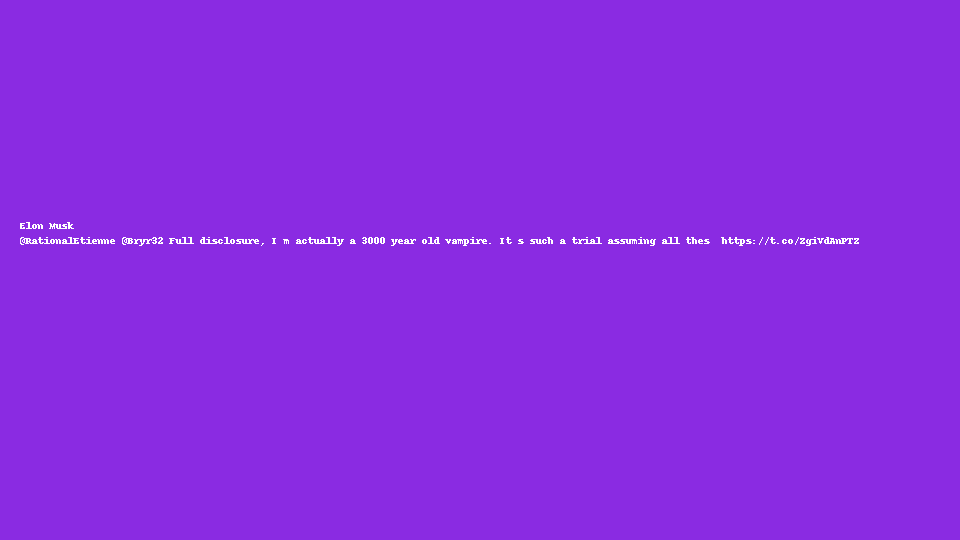 Elon Musk
@RationalEtienne @Bryr32 Full disclosure, I m actually a 3000 year old vampire. It s such a trial assuming all thes  https://t.co/ZgiVdAnPTZ